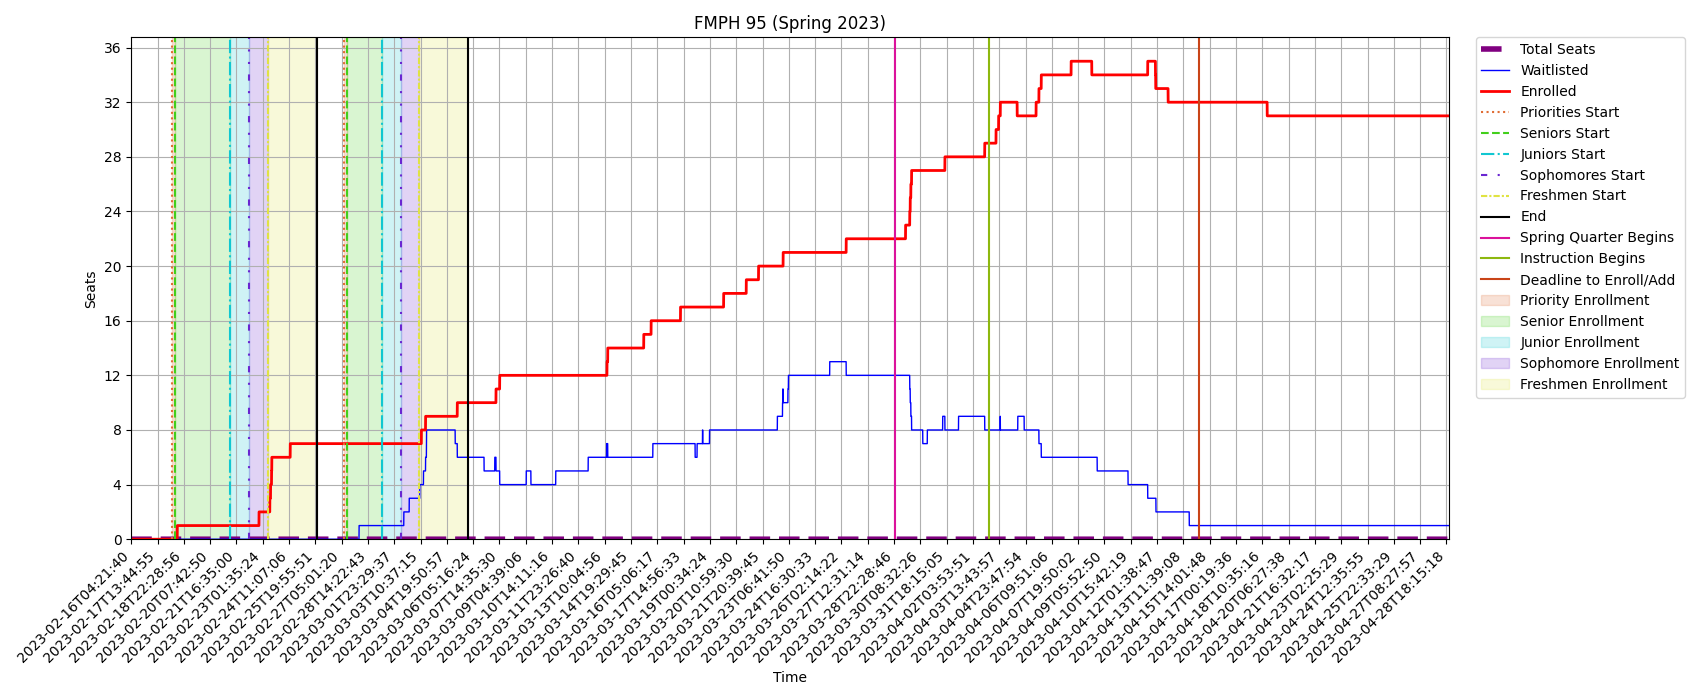 FMPH 95 (Spring 2023)
36
32
28
24
20
16
12
8
4
0
Seats
2023-02-16T04:21:40
2023-02-17T13:44:55
2023-02-18T22:28:56
2023-02-20T07:42:50
2023-02-21T16:35:00
2023-02-23T01:35:24
2023-02-24T11:07:06
2023-02-25T19:55:51
2023-02-27T05:01:20
2023-02-28T14:22:43
2023-03-01T23:29:37
2023-03-03T10:37:15
2023-03-04T19:50:57
2023-03-06T05:16:24
2023-03-07T14:35:30
2023-03-09T04:39:06
2023-03-10T14:11:16
2023-03-11T23:26:40
2023-03-13T10:04:56
2023-03-14T19:29:45
2023-03-16T05:06:17
2023-03-17T14:56:33
2023-03-19T00:34:24
2023-03-20T10:59:30
2023-03-21T20:39:45
2023-03-23T06:41:50
2023-03-24T16:30:33
2023-03-26T02:14:22
2023-03-27T12:31:14
2023-03-28T22:28:46
2023-03-30T08:32:26
2023-03-31T18:15:05
2023-04-02T03:53:51
2023-04-03T13:43:57
2023-04-04T23:47:54
2023-04-06T09:51:06
2023-04-07T19:50:02
2023-04-09T05:52:50
2023-04-10T15:42:19
2023-04-12T01:38:47
2023-04-13T11:39:08
2023-04-15T14:01:48
2023-04-17T00:19:36
2023-04-18T10:35:16
2023-04-20T06:27:38
2023-04-21T16:32:17
2023-04-23T02:25:29
2023-04-24T12:35:55
2023-04-25T22:33:29
2023-04-27T08:27:57
2023-04-28T18:15:18
Time
Total Seats
Waitlisted
Enrolled
Priorities Start
Seniors Start
Juniors Start
Sophomores Start
Freshmen Start
End
Spring Quarter Begins
Instruction Begins
Deadline to Enroll/Add
Priority Enrollment
Senior Enrollment
Junior Enrollment
Sophomore Enrollment
Freshmen Enrollment